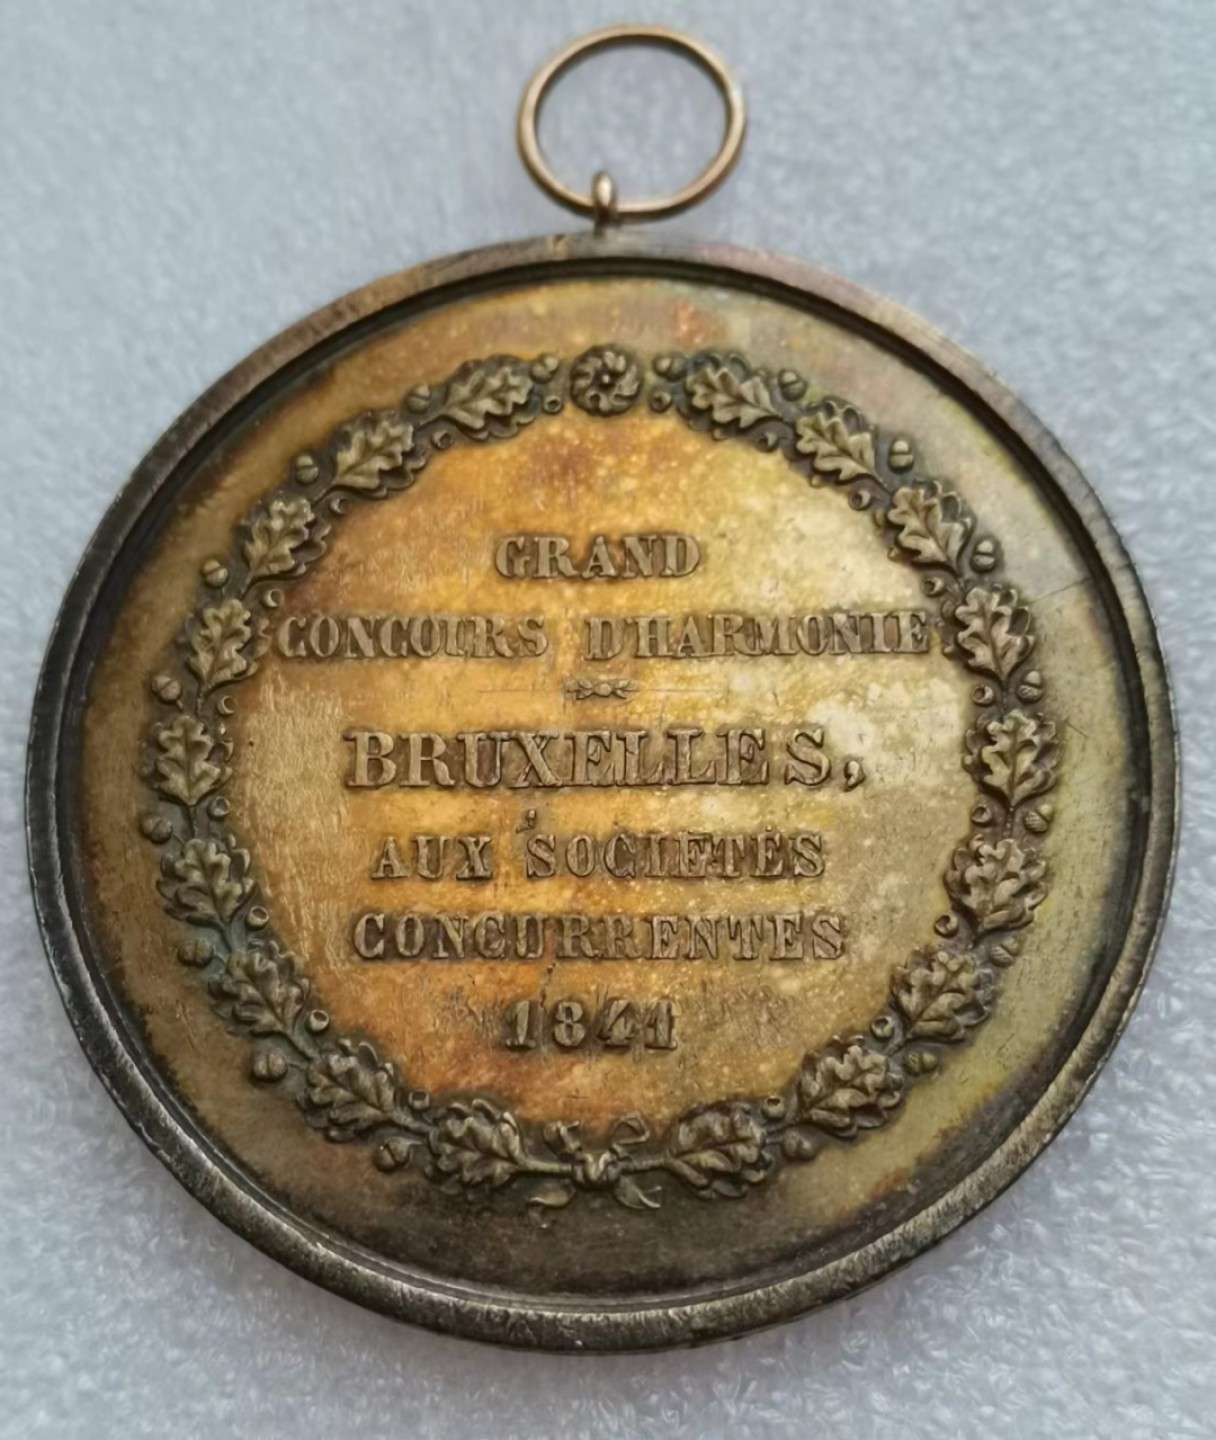 GRAND
CONCOURS D'HARMONIE
BRUXELLES,
AUX SOCIÉTÉS
CONCURRENTES
1841